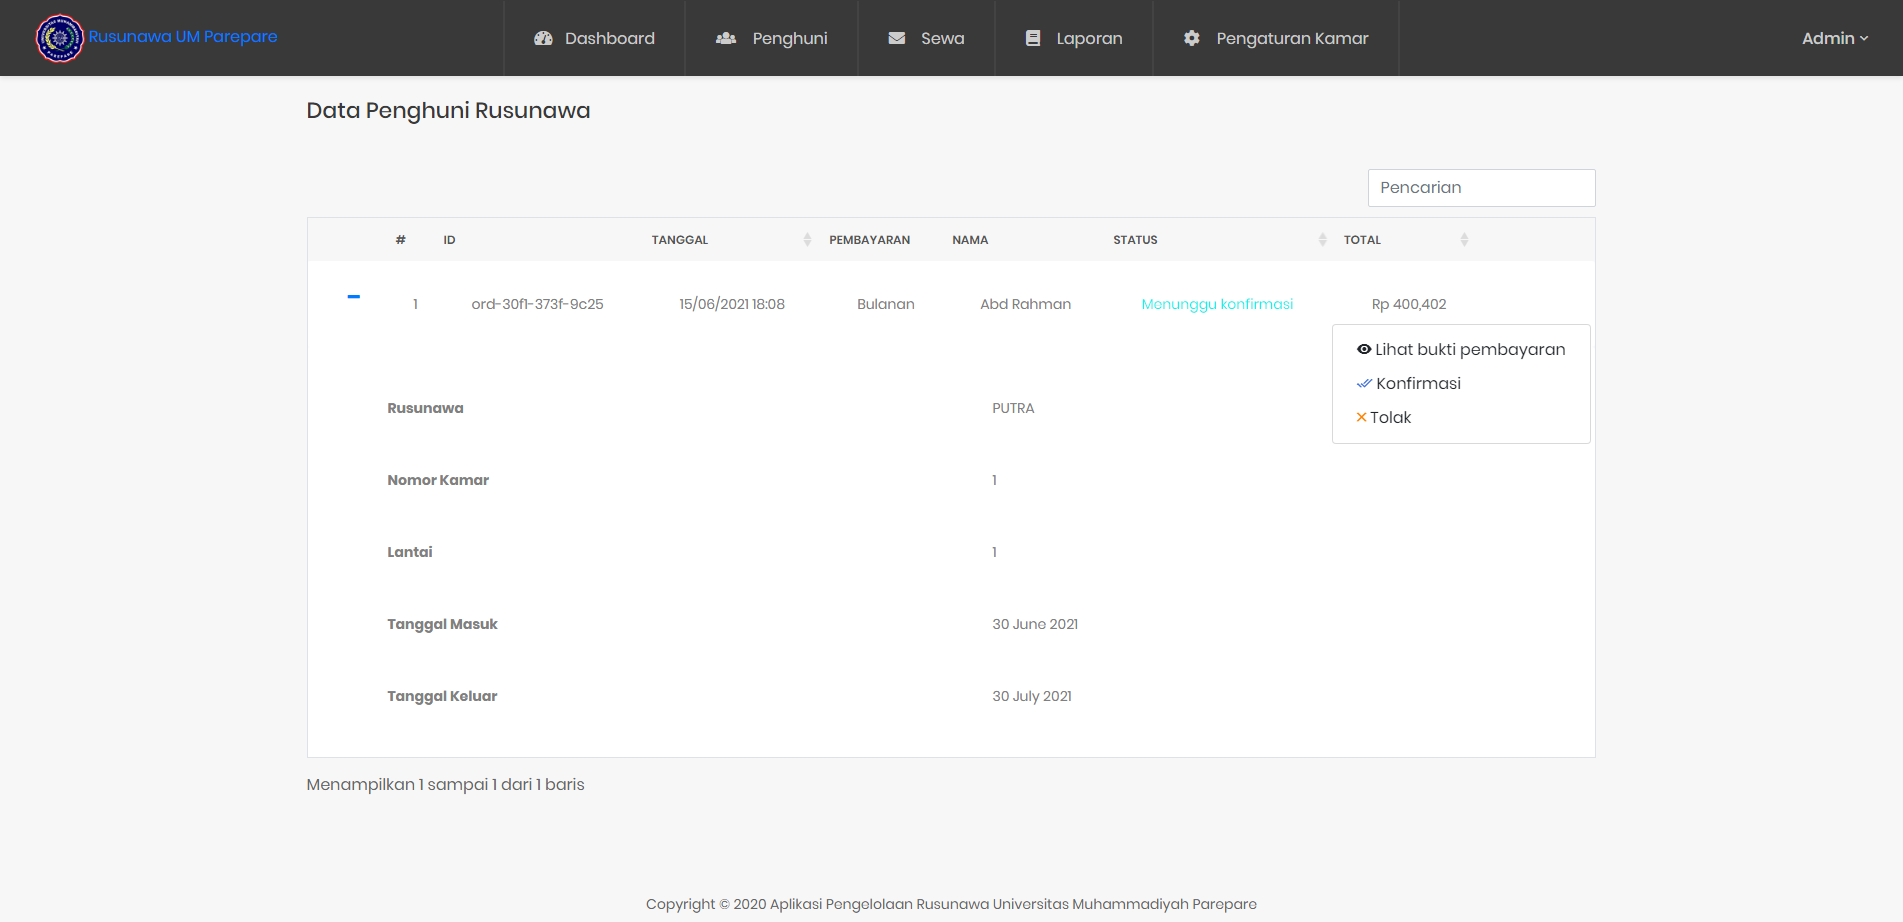 Rusunawa UM Parepare
Dashboard
Penghuni
Sewa
Laporan
Pengaturan Kamar
Admin
Data Penghuni Rusunawa
Pencarian
# ID TANGGAL PEMBAYARAN NAMA STATUS TOTAL
1 ord-30f1-373f-9c25 15/06/2021 18:08 Bulanan Abd Rahman Menunggu konfirmasi Rp 400,402
Lihat bukti pembayaran
Konfirmasi
Tolak
Rusunawa PUTRA
Nomor Kamar 1
Lantai 1
Tanggal Masuk 30 June 2021
Tanggal Keluar 30 July 2021
Menampilkan 1 sampai 1 dari 1 baris
Copyright © 2020 Aplikasi Pengelolaan Rusunawa Universitas Muhammadiyah Parepare